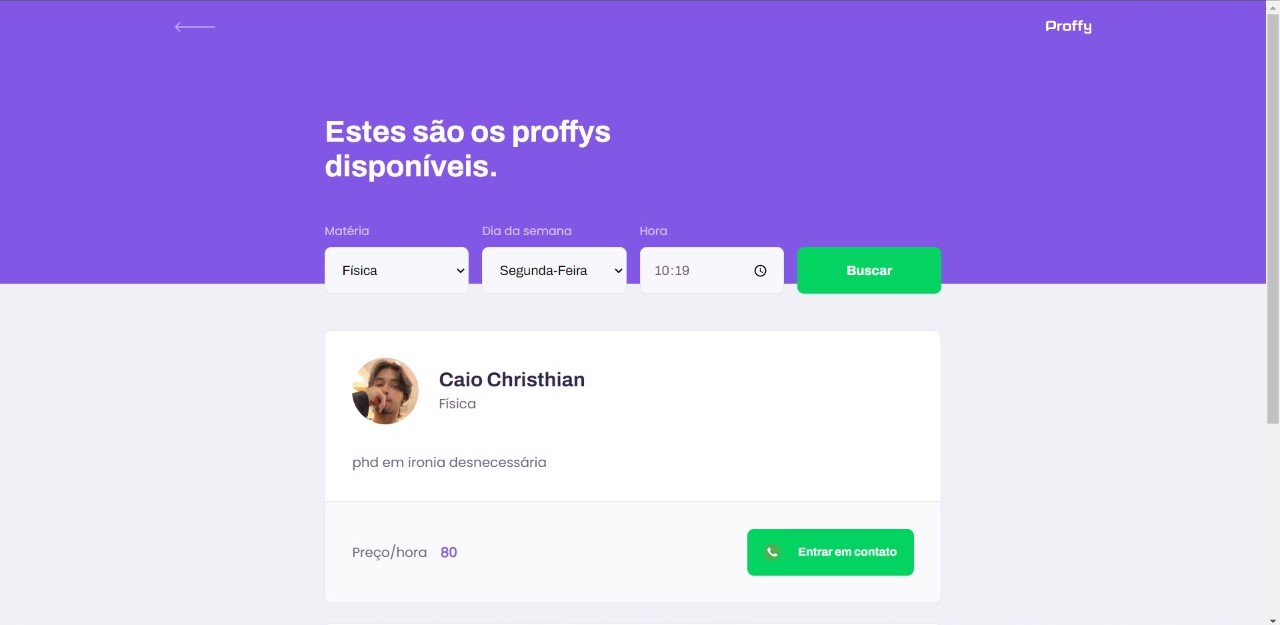 Proffy
Estes são os proffys
disponíveis.
Matéria
Dia da semana
Hora
Física
Segunda-Feira
10:19
Buscar
Caio Christhian
Física
phd em ironia desnecessária
Preço/hora 80
Entrar em contato